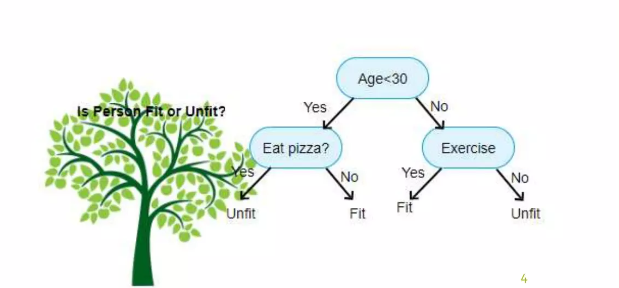 Age<30
Is Person Fit or Unfit?
Yes
No
Eat pizza?
Exercise
Yes
No
Yes
No
Unfit
Fit
Fit
Unfit
4